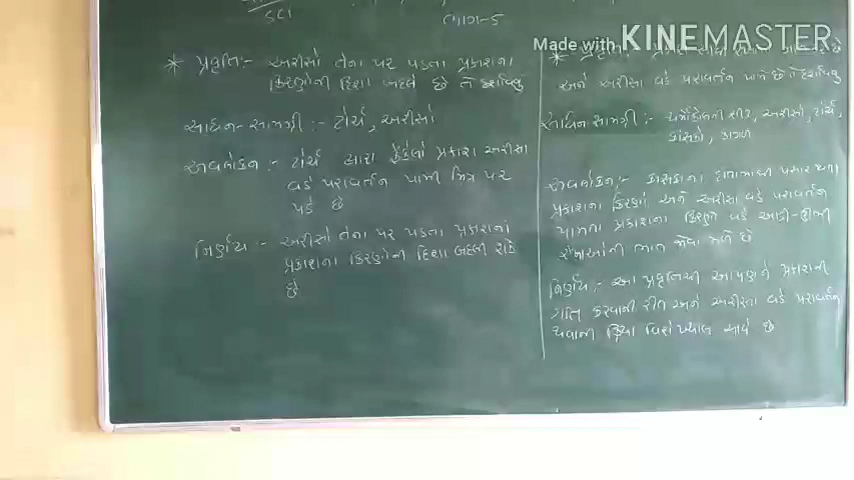 SCI
ભાગ-5
* પ્રવૃત્તિ:- અરીસો તેના પર પડતા પ્રકાશના
કિરણોની દિશા બદલે છે તે દર્શાવવું
સાધન-સામગ્રી :- ટોર્ચ, અરીસો
અવલોકન :- ટોર્ચ દ્વારા ફેંકેલો પ્રકાશ અરીસા
વડે પરાવર્તન પામી મિત્ર પર
પડે છે
નિર્ણય :- અરીસો તેના પર પડતા પ્રકાશનાં
પ્રકાશના કિરણોની દિશા બદલી શકે
છે
Made with KINEMASTER
અને અરીસા વડે પરાવર્તન પામે છે તે દર્શાવવું
સાધન સામગ્રી :- થર્મોકોલની શીટ, અરીસો, ટોર્ચ,
કાંસકો, કાગળ
અવલોકન:- કાંસકાના દાંતામાંથી પસાર થતા
પ્રકાશના કિરણો અને અરીસા વડે પરાવર્તન
પામતા પ્રકાશના કિરણો વડે આડી-ઊભી
રેખાઓની ભાત જોવા મળે છે
નિર્ણય:- આ પ્રવૃત્તિથી આપણને પ્રકાશની
ગતિ કરવાની રીત અને અરીસા વડે પરાવર્તન
થવાની ક્રિયા વિશે ખ્યાલ આવે છે